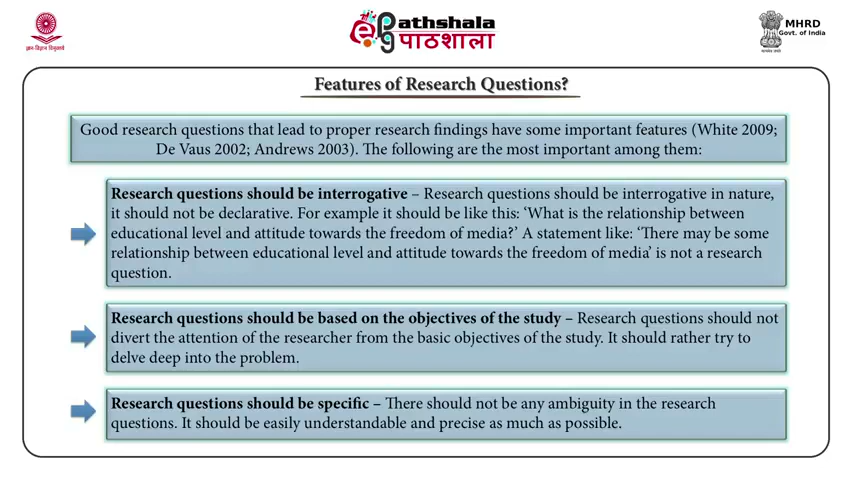 ePathshala
पाठशाला
MHRD
Govt. of India
Features of Research Questions?
Good research questions that lead to proper research findings have some important features (White 2009;
De Vaus 2002; Andrews 2003). The following are the most important among them:
Research questions should be interrogative – Research questions should be interrogative in nature,
it should not be declarative. For example it should be like this: ‘What is the relationship between
educational level and attitude towards the freedom of media?’ A statement like: ‘There may be some
relationship between educational level and attitude towards the freedom of media’ is not a research
question.
Research questions should be based on the objectives of the study – Research questions should not
divert the attention of the researcher from the basic objectives of the study. It should rather try to
delve deep into the problem.
Research questions should be specific – There should not be any ambiguity in the research
questions. It should be easily understandable and precise as much as possible.